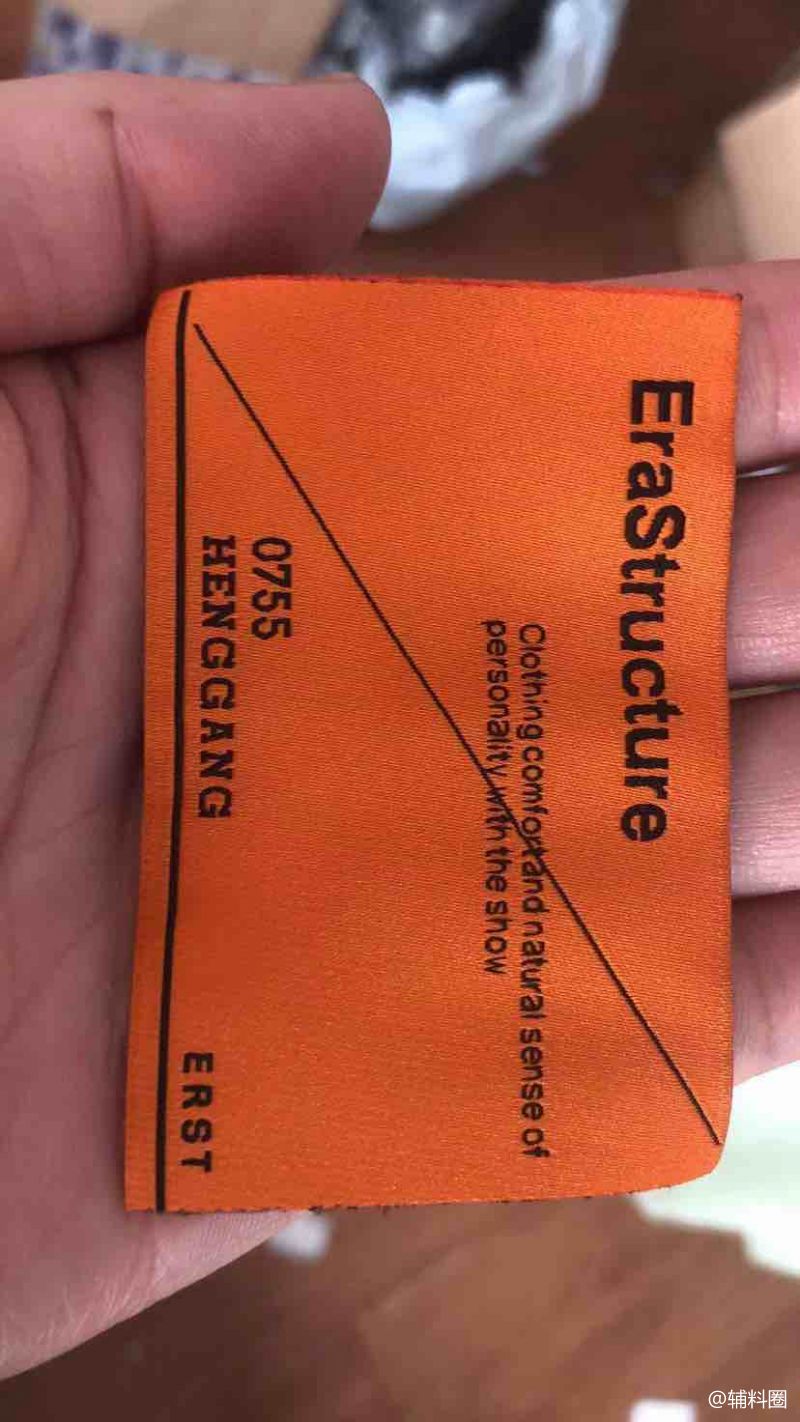 EraStructure
Clothing comfort and natural sense of
personality with the show
0755
HENGGANG
ERST
@辅料圈